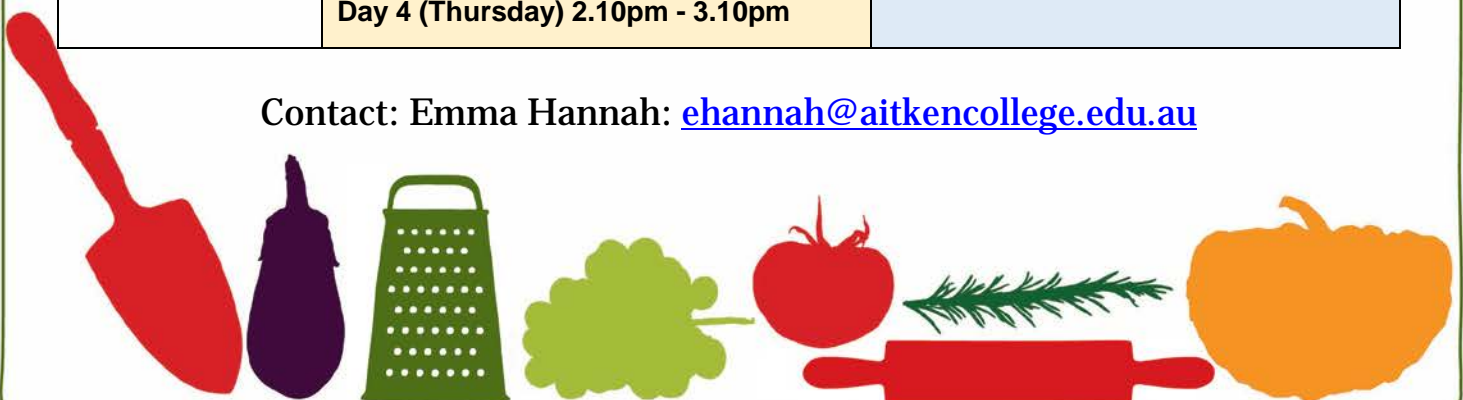 Day 4 (Thursday) 2.10pm - 3.10pm
Contact: Emma Hannah: ehannah@aitkencollege.edu.au